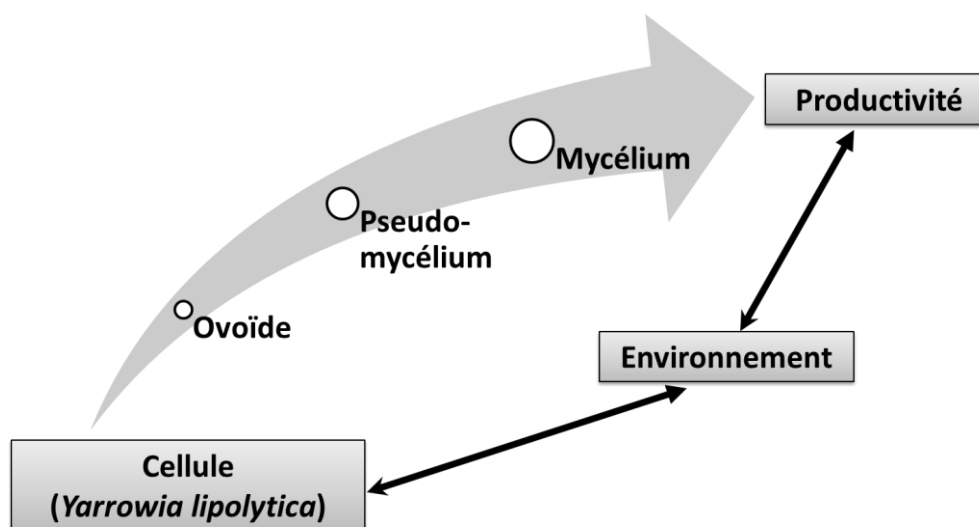 Productivité
Mycélium
Pseudo-
mycélium
Ovoïde
Environnement
Cellule
(Yarrowia lipolytica)